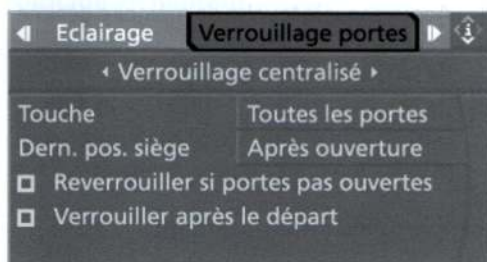 Eclairage Verrouillage portes i
Verrouillage centralisé
Touche Toutes les portes
Dern. pos. siège Après ouverture
Reverrouiller si portes pas ouvertes
Verrouiller après le départ